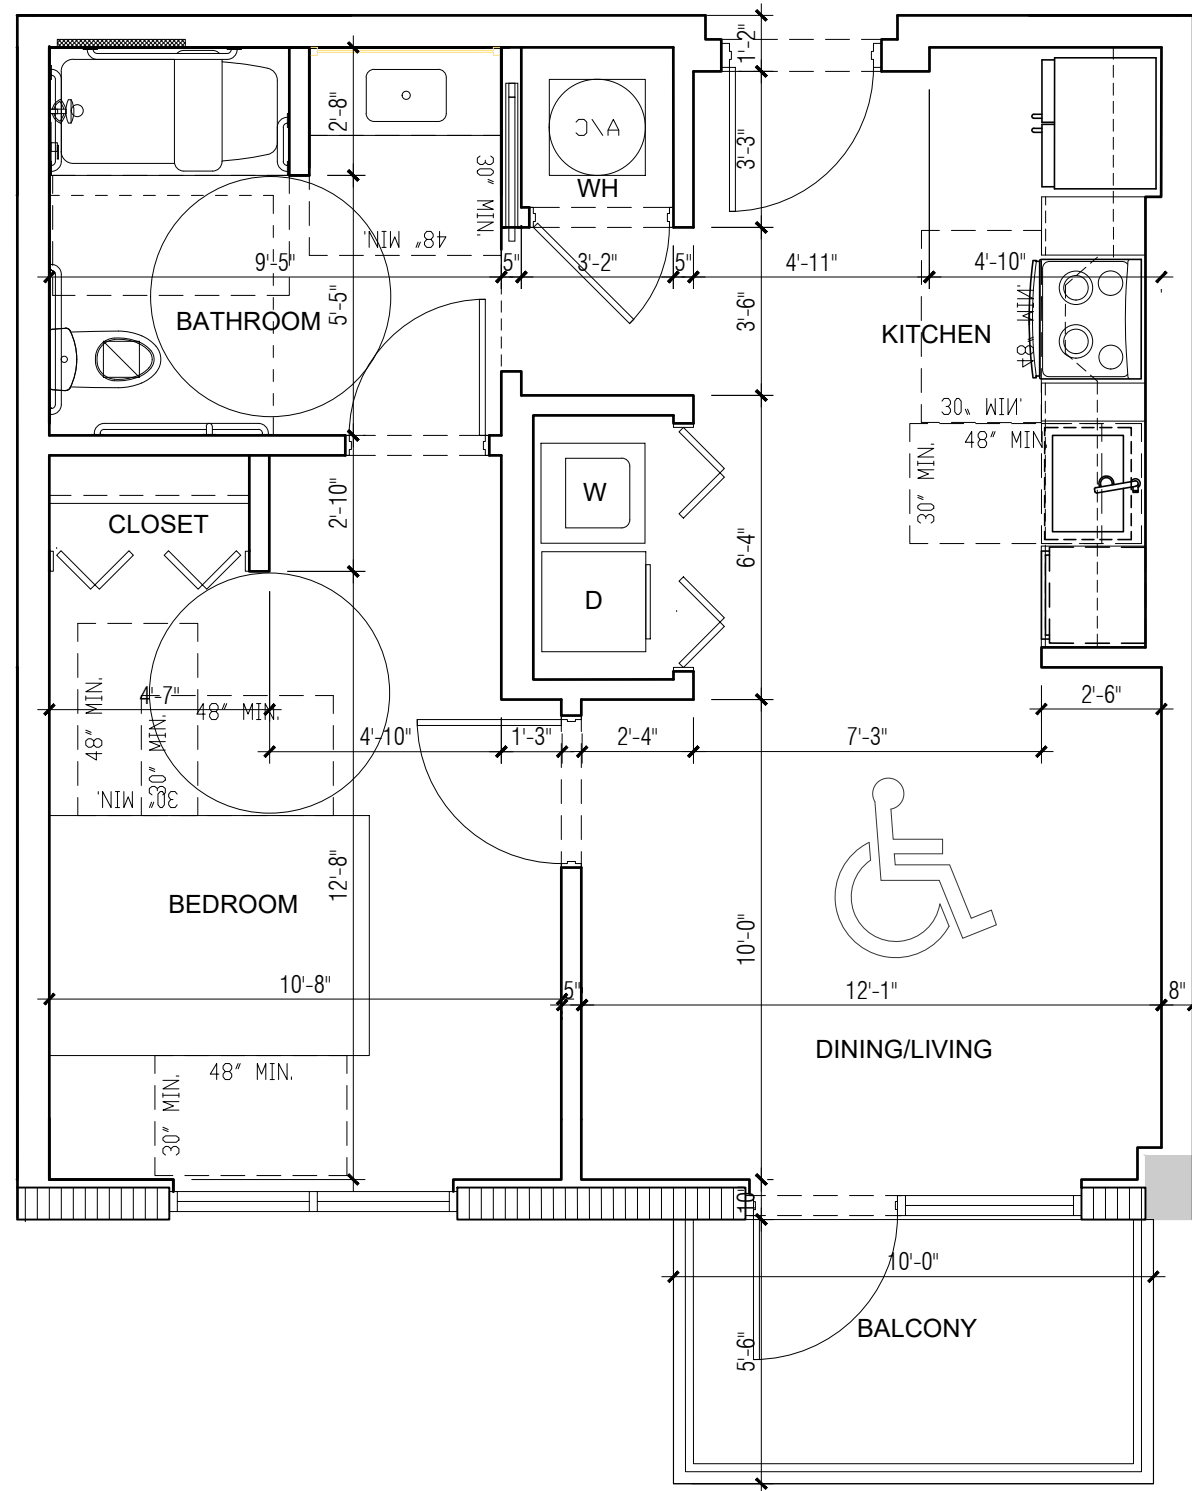 1'-2"
2'-8"
A/C
3'-3"
30" MIN.
WH
48" MIN.
9'-5"
5"
3'-2"
5"
4'-11"
4'-10"
5'-5"
3'-6"
BATHROOM
KITCHEN
48" MIN.
30" MIN.
48" MIN.
30" MIN.
2'-10"
W
CLOSET
6'-4"
D
4'-7"
48" MIN.
48" MIN.
30" MIN.
30" MIN.
2'-6"
4'-10"
1'-3"
2'-4"
7'-3"
12'-8"
BEDROOM
10'-0"
10'-8"
5"
12'-1"
8"
DINING/LIVING
48" MIN.
30" MIN.
10"
10'-0"
BALCONY
5'-6"